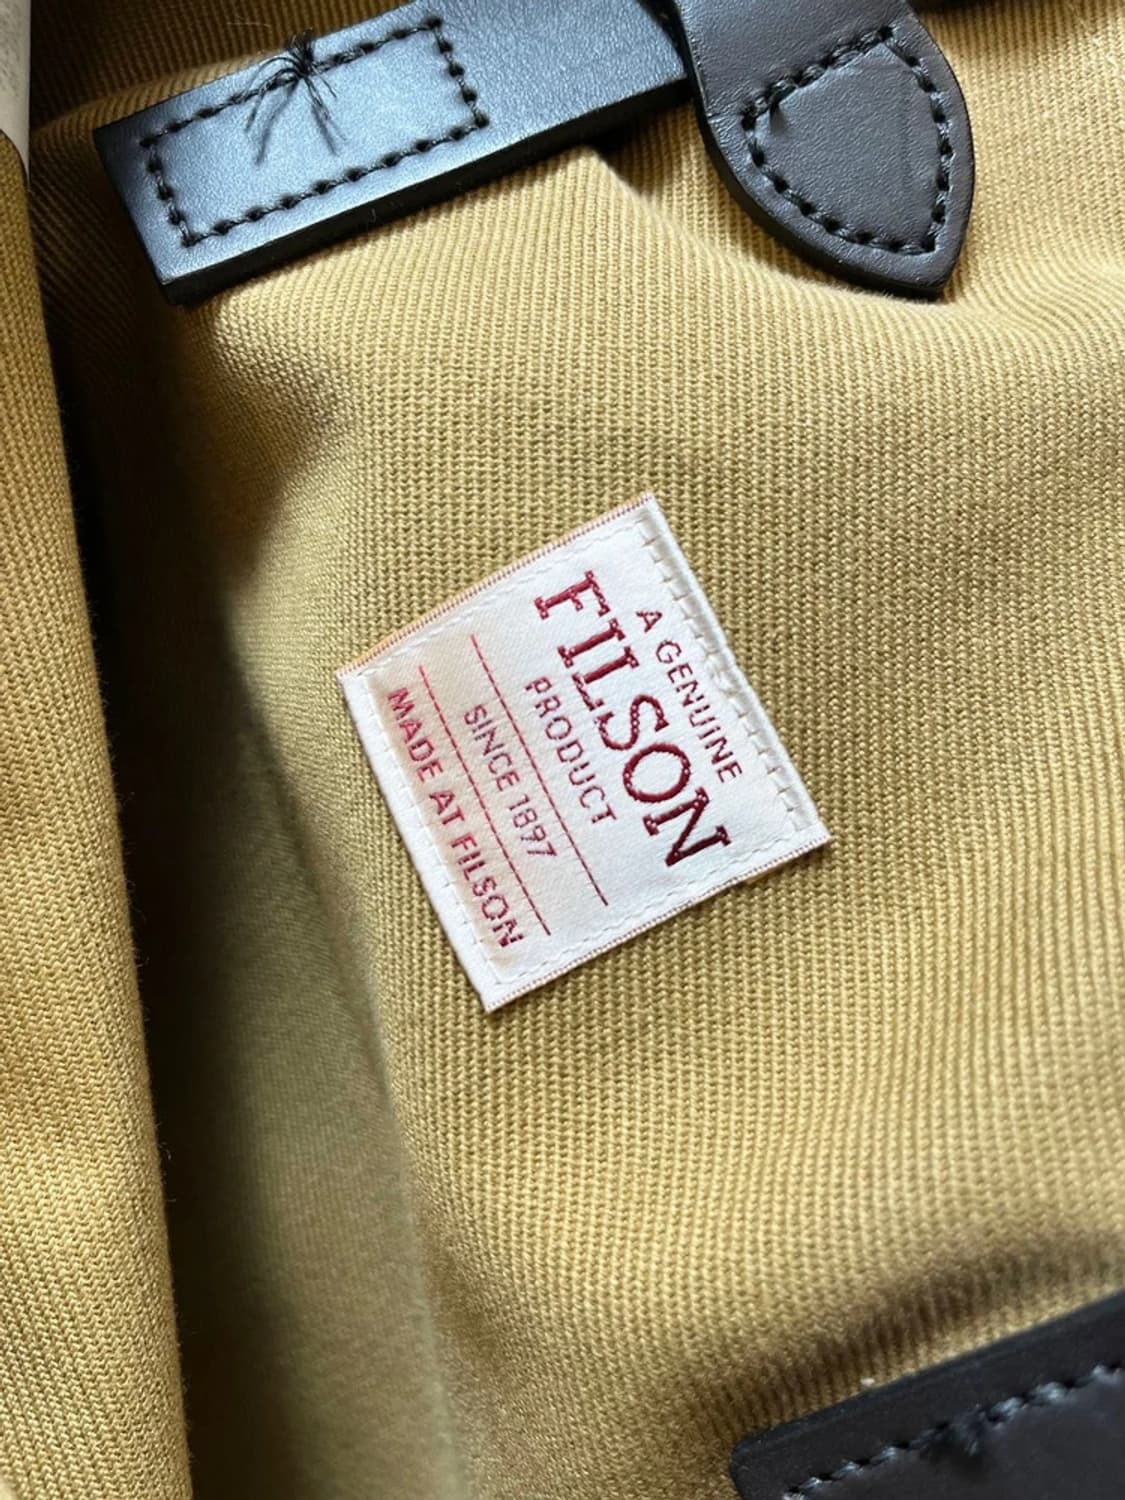 A GENUINE
FILSON
PRODUCT
SINCE 1897
MADE AT FILSON